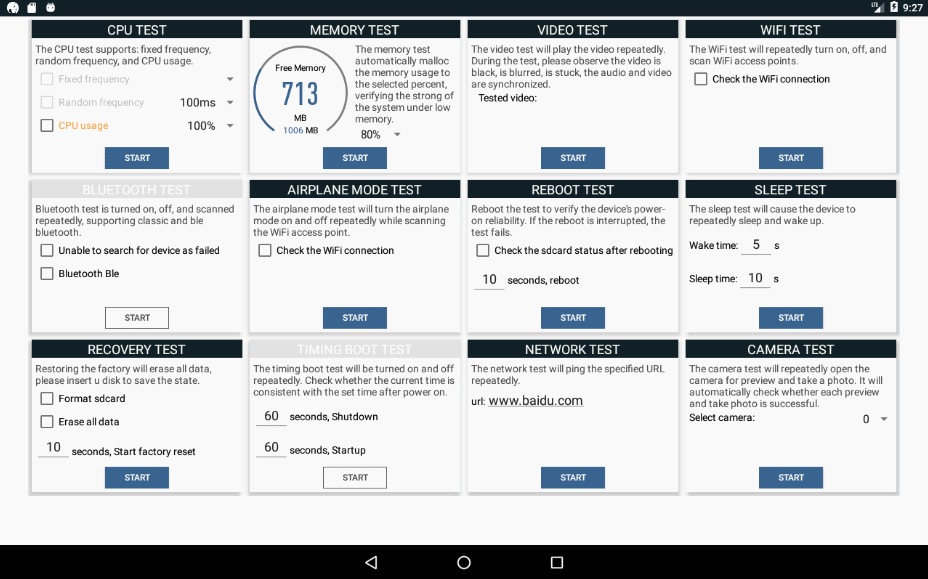 LTE 9:27
CPU TEST
The CPU test supports: fixed frequency,
random frequency, and CPU usage.
Fixed frequency
Random frequency 100ms
CPU usage 100%
START
MEMORY TEST
Free Memory
713
MB
1006 MB
The memory test
automatically malloc
the memory usage to
the selected percent,
verifying the strong of
the system under low
memory.
80%
START
VIDEO TEST
The video test will play the video repeatedly.
During the test, please observe the video is
black, is blurred, is stuck, the audio and video
are synchronized.
Tested video:
START
WIFI TEST
The WiFi test will repeatedly turn on, off, and
scan WiFi access points.
Check the WiFi connection
START
BLUETOOTH TEST
Bluetooth test is turned on, off, and scanned
repeatedly, supporting classic and ble
bluetooth.
Unable to search for device as failed
Bluetooth Ble
START
AIRPLANE MODE TEST
The airplane mode test will turn the airplane
mode on and off repeatedly while scanning
the WiFi access point.
Check the WiFi connection
START
REBOOT TEST
Reboot the test to verify the device's power-
on reliability. If the reboot is interrupted, the
test fails.
Check the sdcard status after rebooting
10 seconds, reboot
START
SLEEP TEST
The sleep test will cause the device to
repeatedly sleep and wake up.
Wake time: 5 s
Sleep time: 10 s
START
RECOVERY TEST
Restoring the factory will erase all data,
please insert u disk to save the state.
Format sdcard
Erase all data
10 seconds, Start factory reset
START
TIMING BOOT TEST
The timing boot test will be turned on and off
repeatedly. Check whether the current time is
consistent with the set time after power on.
60 seconds, Shutdown
60 seconds, Startup
START
NETWORK TEST
The network test will ping the specified URL
repeatedly.
url: www.baidu.com
START
CAMERA TEST
The camera test will repeatedly open the
camera for preview and take a photo. It will
automatically check whether each preview
and take photo is successful.
Select camera: 0
START